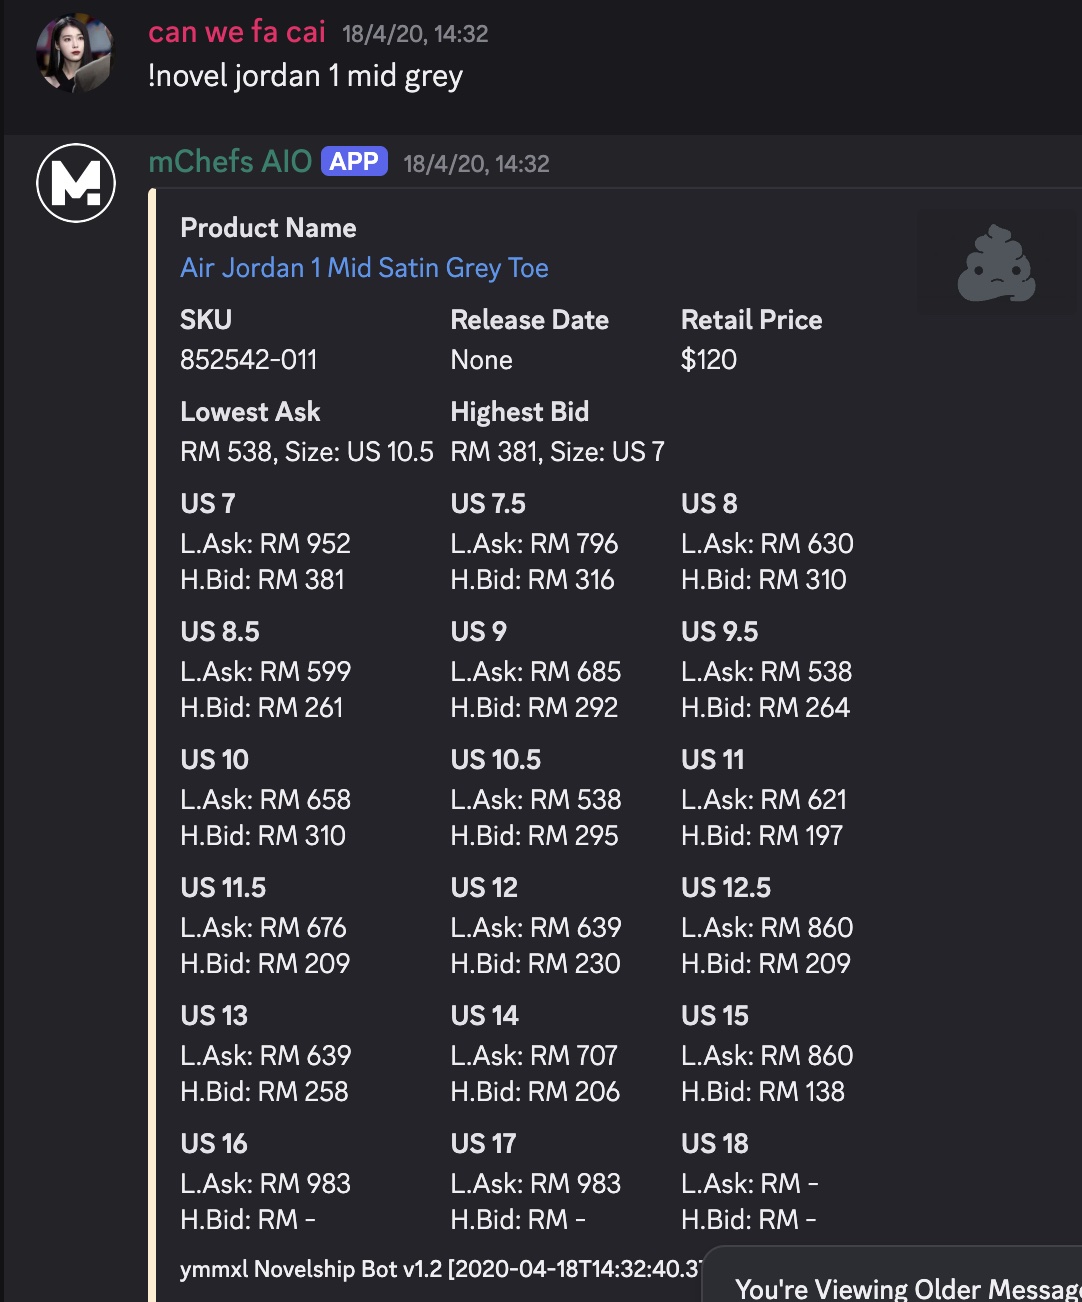 can we fa cai 18/4/20, 14:32
!novel jordan 1 mid grey
M.
mChefs AIO APP 18/4/20, 14:32
Product Name
Air Jordan 1 Mid Satin Grey Toe
SKU Release Date Retail Price
852542-011 None $120
Lowest Ask Highest Bid
RM 538, Size: US 10.5 RM 381, Size: US 7
US 7 US 7.5 US 8
L.Ask: RM 952 L.Ask: RM 796 L.Ask: RM 630
H.Bid: RM 381 H.Bid: RM 316 H.Bid: RM 310
US 8.5 US 9 US 9.5
L.Ask: RM 599 L.Ask: RM 685 L.Ask: RM 538
H.Bid: RM 261 H.Bid: RM 292 H.Bid: RM 264
US 10 US 10.5 US 11
L.Ask: RM 658 L.Ask: RM 538 L.Ask: RM 621
H.Bid: RM 310 H.Bid: RM 295 H.Bid: RM 197
US 11.5 US 12 US 12.5
L.Ask: RM 676 L.Ask: RM 639 L.Ask: RM 860
H.Bid: RM 209 H.Bid: RM 230 H.Bid: RM 209
US 13 US 14 US 15
L.Ask: RM 639 L.Ask: RM 707 L.Ask: RM 860
H.Bid: RM 258 H.Bid: RM 206 H.Bid: RM 138
US 16 US 17 US 18
L.Ask: RM 983 L.Ask: RM 983 L.Ask: RM -
H.Bid: RM - H.Bid: RM - H.Bid: RM -
ymmxl Novelship Bot v1.2 [2020-04-18T14:32:40.3
You're Viewing Older Messag